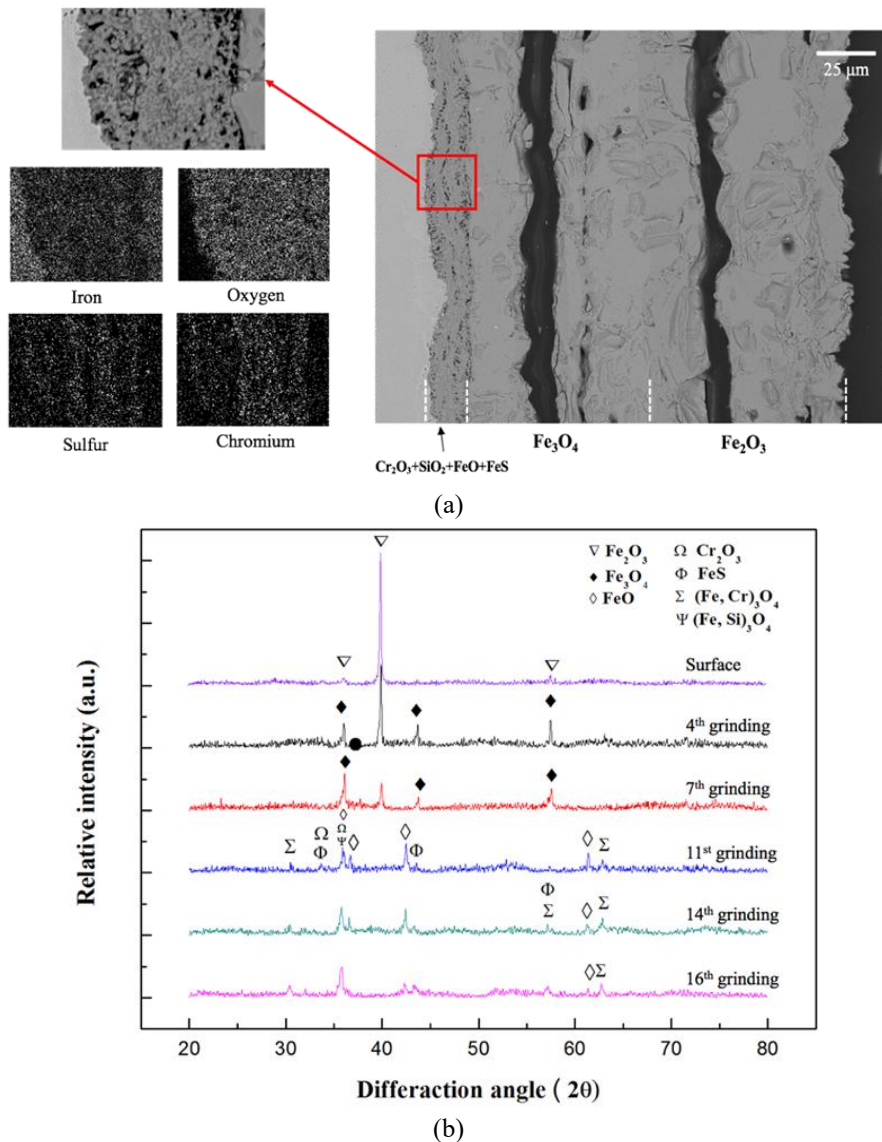 25 μm
Iron
Oxygen
Sulfur
Chromium
Cr₂O₃+SiO₂+FeO+FeS
Fe₃O₄
Fe₂O₃
(a)
▽ Fe₂O₃
◆ Fe₃O₄
◊ FeO
Ω Cr₂O₃
Φ FeS
Σ (Fe, Cr)₃O₄
Ψ (Fe, Si)₃O₄
Surface
4th grinding
7th grinding
Σ Ω Φ ◊ Ω Ψ ◊ ◊ Φ ◊ Σ
11st grinding
Φ Σ ◊ Σ
14th grinding
◊ Σ
16th grinding
Relative intensity (a.u.)
20 30 40 50 60 70 80
Differaction angle ( 2θ)
(b)